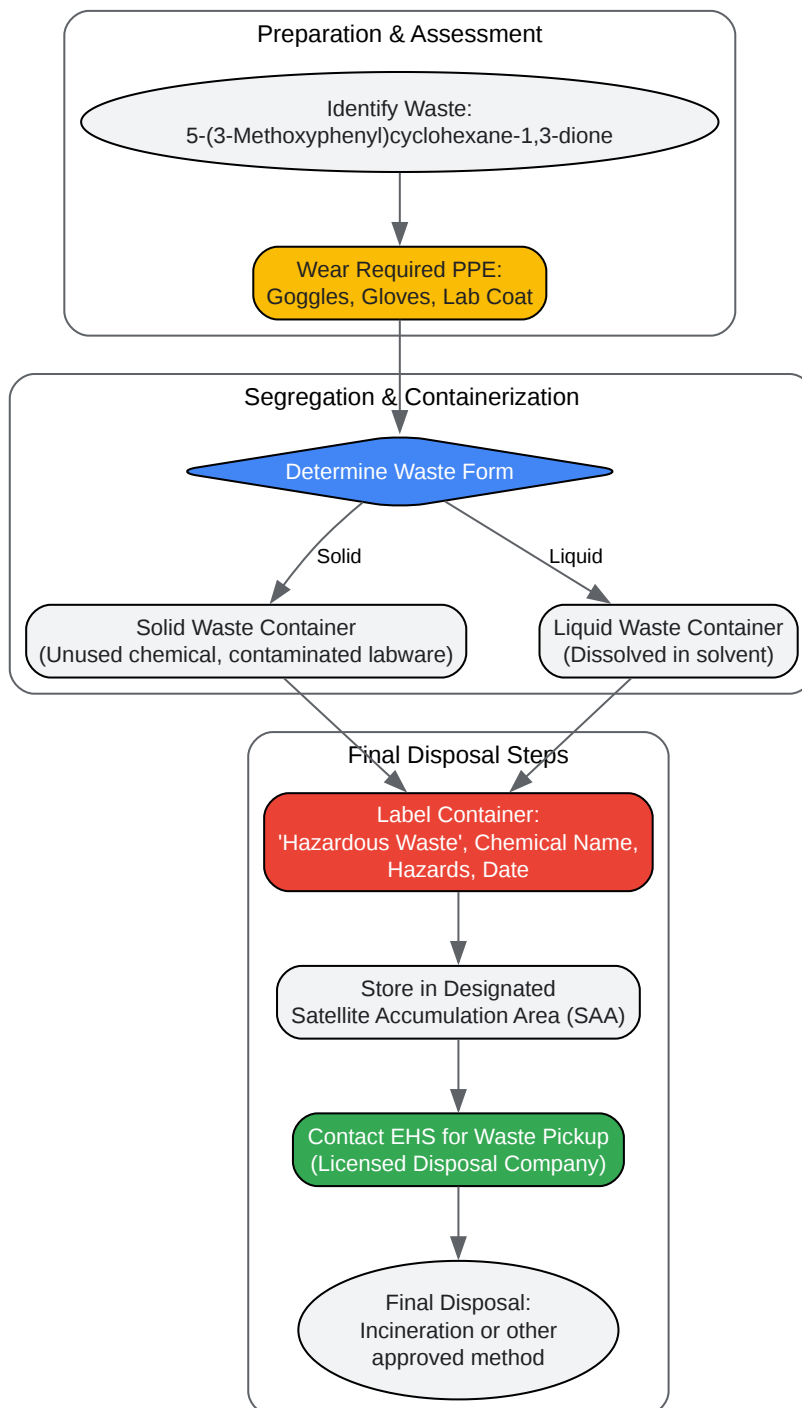 Preparation & Assessment
Identify Waste:
5-(3-Methoxyphenyl)cyclohexane-1,3-dione
Wear Required PPE:
Goggles, Gloves, Lab Coat
Segregation & Containerization
Determine Waste Form
Solid
Liquid
Solid Waste Container
(Unused chemical, contaminated labware)
Liquid Waste Container
(Dissolved in solvent)
Final Disposal Steps
Label Container:
'Hazardous Waste', Chemical Name,
Hazards, Date
Store in Designated
Satellite Accumulation Area (SAA)
Contact EHS for Waste Pickup
(Licensed Disposal Company)
Final Disposal:
Incineration or other
approved method